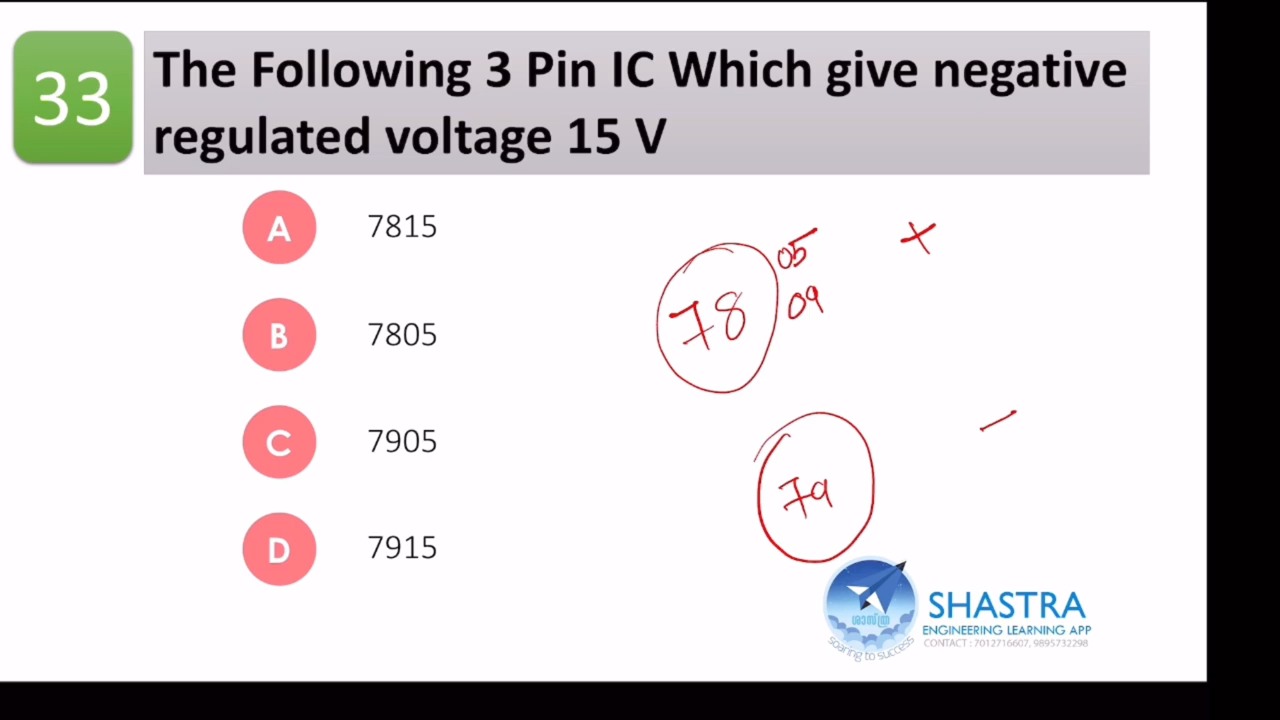 33
The Following 3 Pin IC Which give negative
regulated voltage 15 V
A 7815
B 7805
C 7905
D 7915
78 05 +
09
79 −
ശാസ്ത്ര
soaring to success
SHASTRA
ENGINEERING LEARNING APP
CONTACT : 7012716607, 9895732298